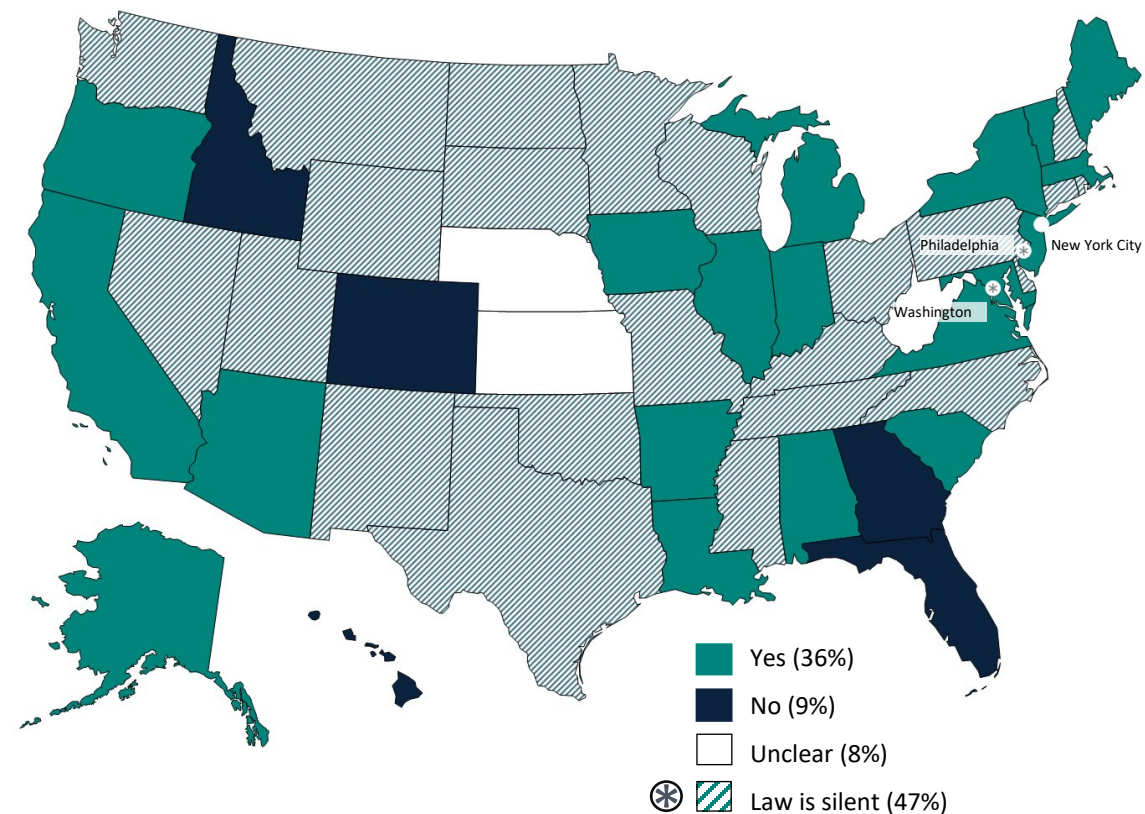 Philadelphia
New York City
Washington
Yes (36%)
No (9%)
Unclear (8%)
Law is silent (47%)